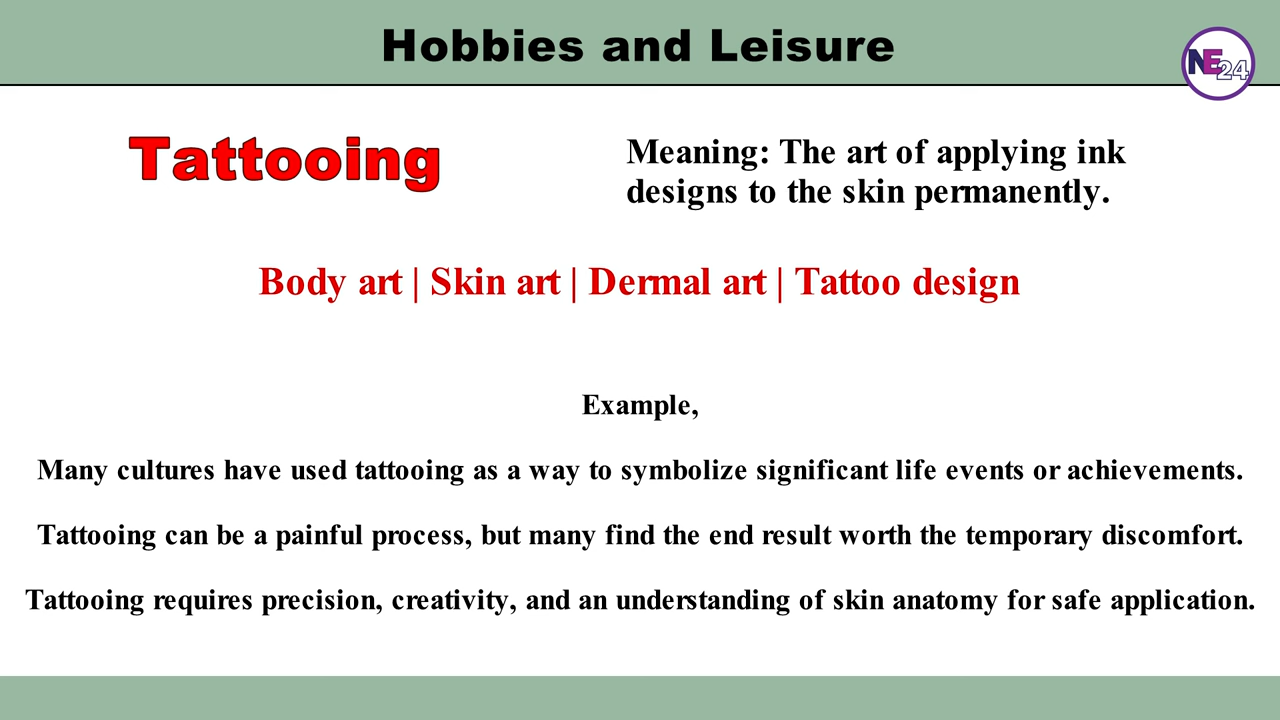 Hobbies and Leisure
NE24
Tattooing
Meaning: The art of applying ink
designs to the skin permanently.
Body art | Skin art | Dermal art | Tattoo design
Example,
Many cultures have used tattooing as a way to symbolize significant life events or achievements.
Tattooing can be a painful process, but many find the end result worth the temporary discomfort.
Tattooing requires precision, creativity, and an understanding of skin anatomy for safe application.